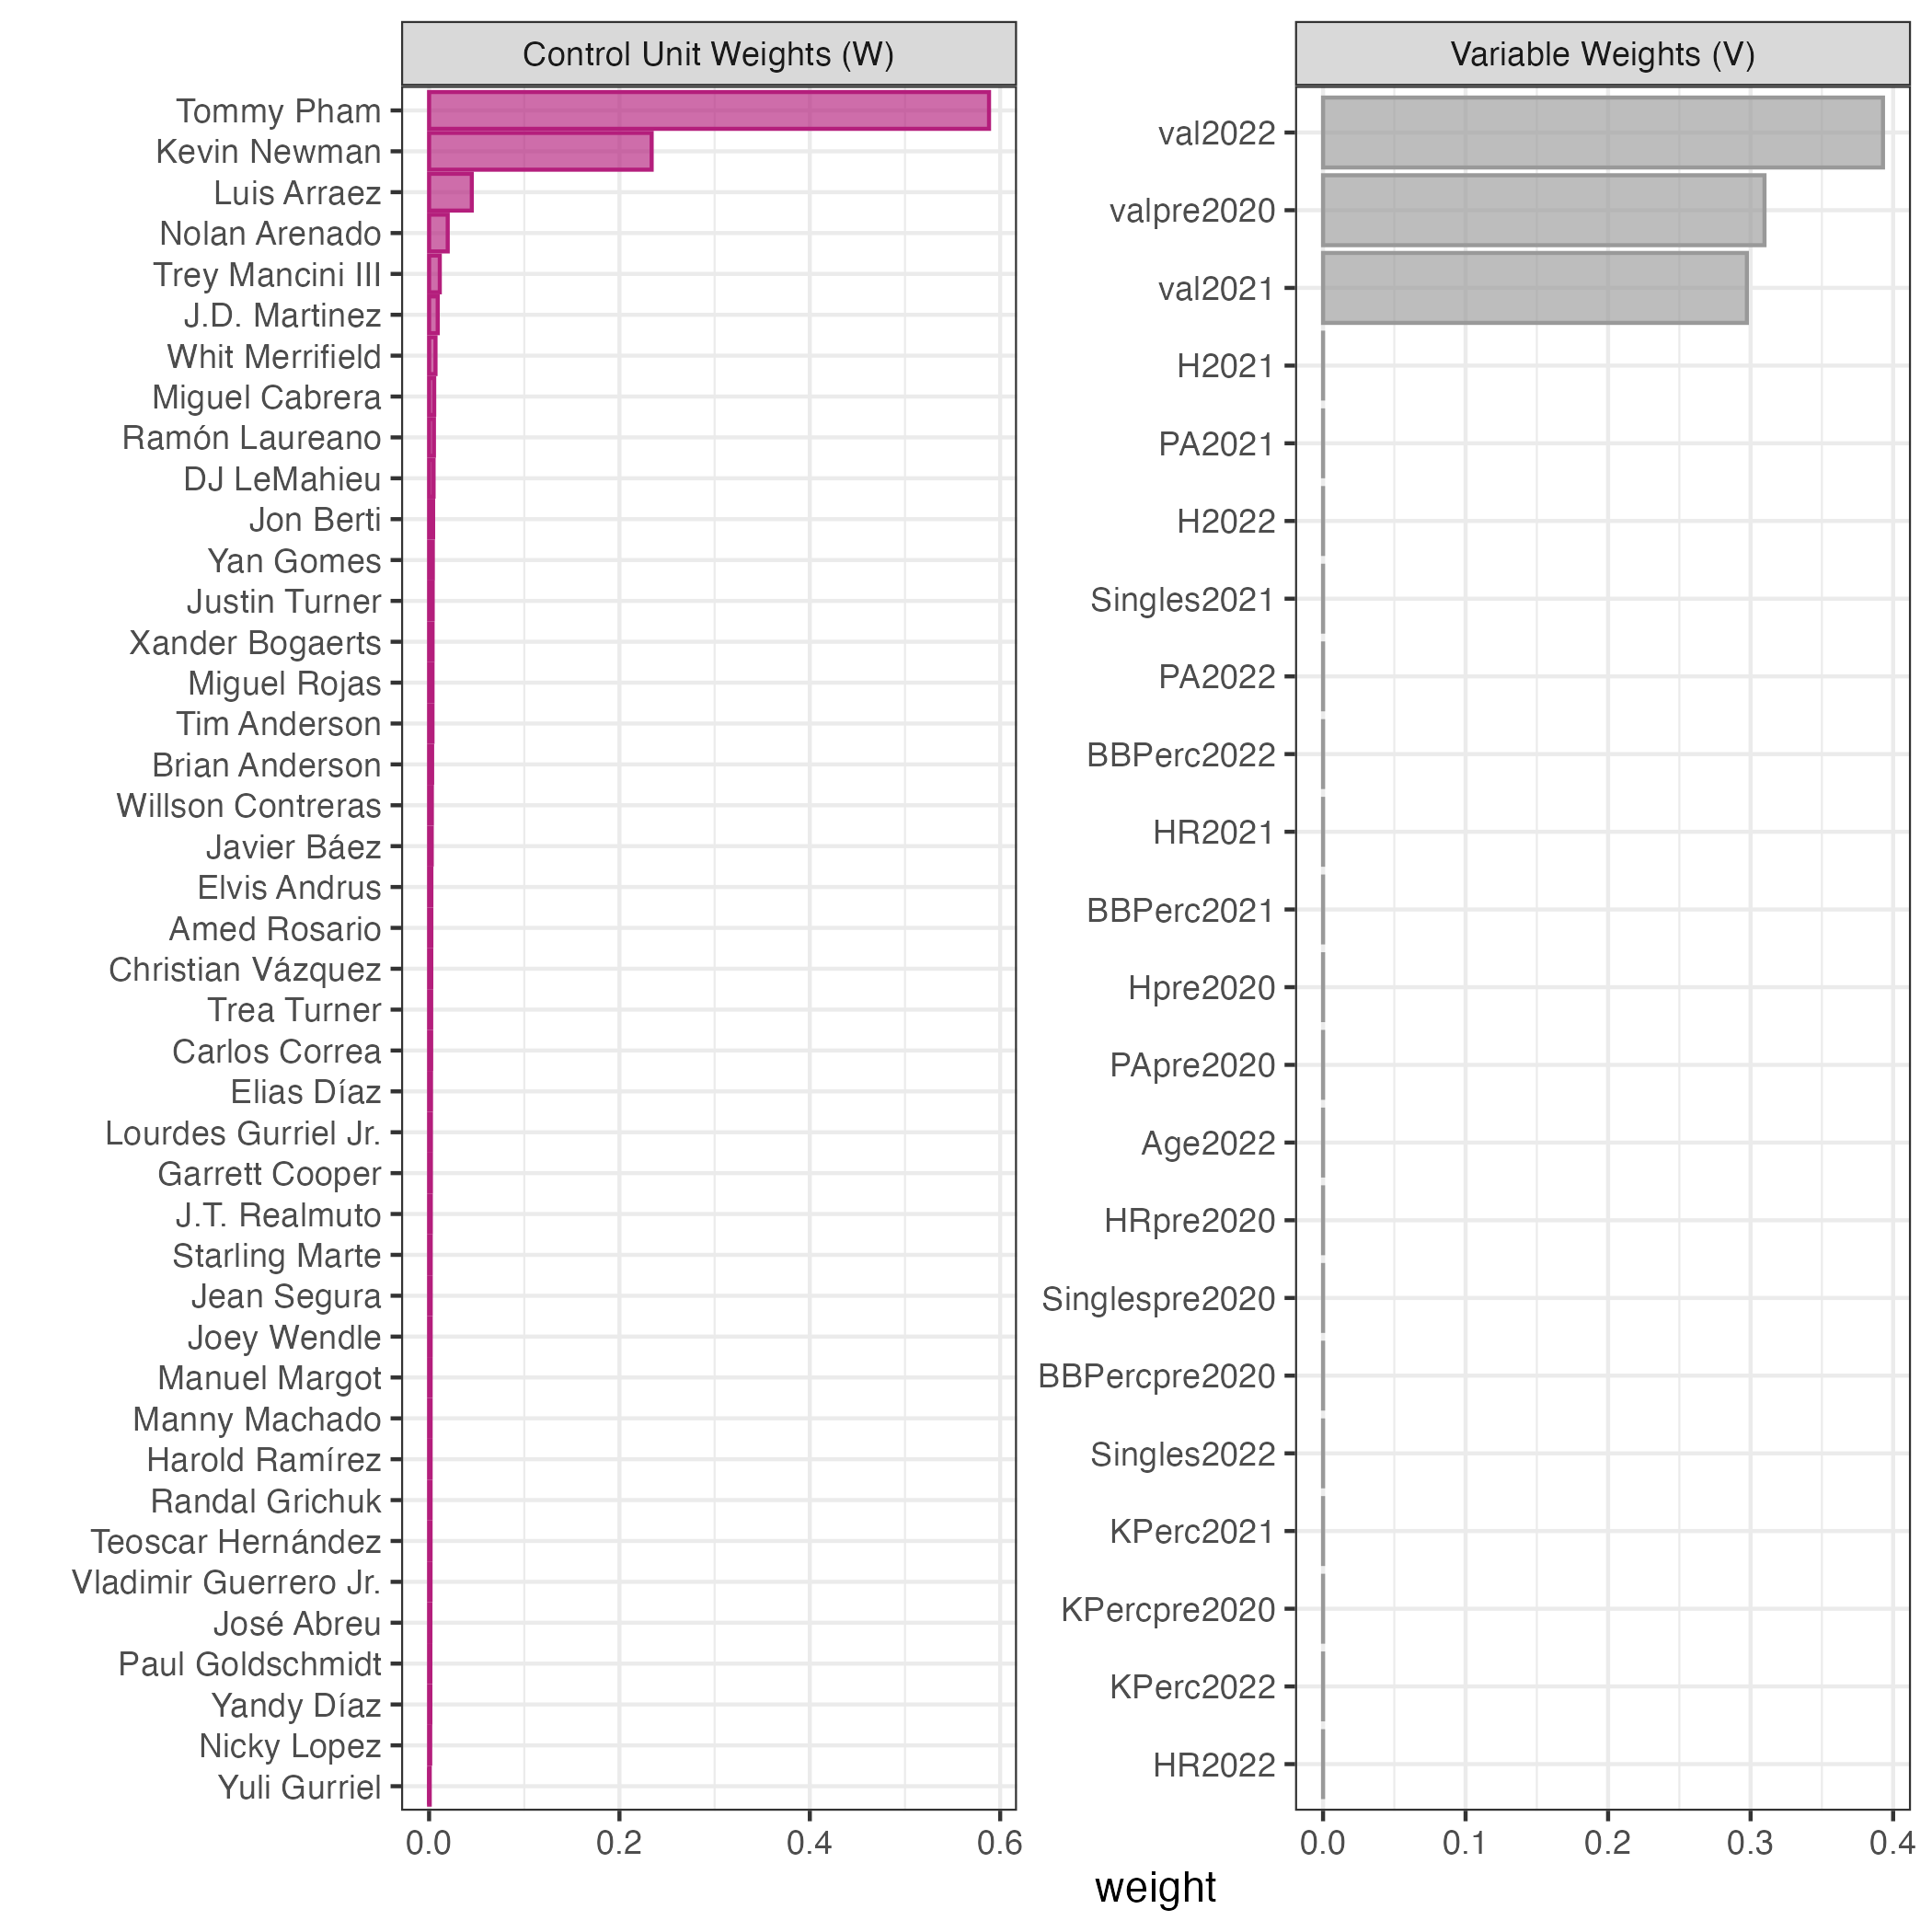 Control Unit Weights (W)
Tommy Pham
Kevin Newman
Luis Arraez
Nolan Arenado
Trey Mancini III
J.D. Martinez
Whit Merrifield
Miguel Cabrera
Ramón Laureano
DJ LeMahieu
Jon Berti
Yan Gomes
Justin Turner
Xander Bogaerts
Miguel Rojas
Tim Anderson
Brian Anderson
Willson Contreras
Javier Báez
Elvis Andrus
Amed Rosario
Christian Vázquez
Trea Turner
Carlos Correa
Elias Díaz
Lourdes Gurriel Jr.
Garrett Cooper
J.T. Realmuto
Starling Marte
Jean Segura
Joey Wendle
Manuel Margot
Manny Machado
Harold Ramírez
Randal Grichuk
Teoscar Hernández
Vladimir Guerrero Jr.
José Abreu
Paul Goldschmidt
Yandy Díaz
Nicky Lopez
Yuli Gurriel
0.0 0.2 0.4 0.6
Variable Weights (V)
val2022
valpre2020
val2021
H2021
PA2021
H2022
Singles2021
PA2022
BBPerc2022
HR2021
BBPerc2021
Hpre2020
PApre2020
Age2022
HRpre2020
Singlespre2020
BBPercpre2020
Singles2022
KPerc2021
KPercpre2020
KPerc2022
HR2022
0.0 0.1 0.2 0.3 0.4
weight